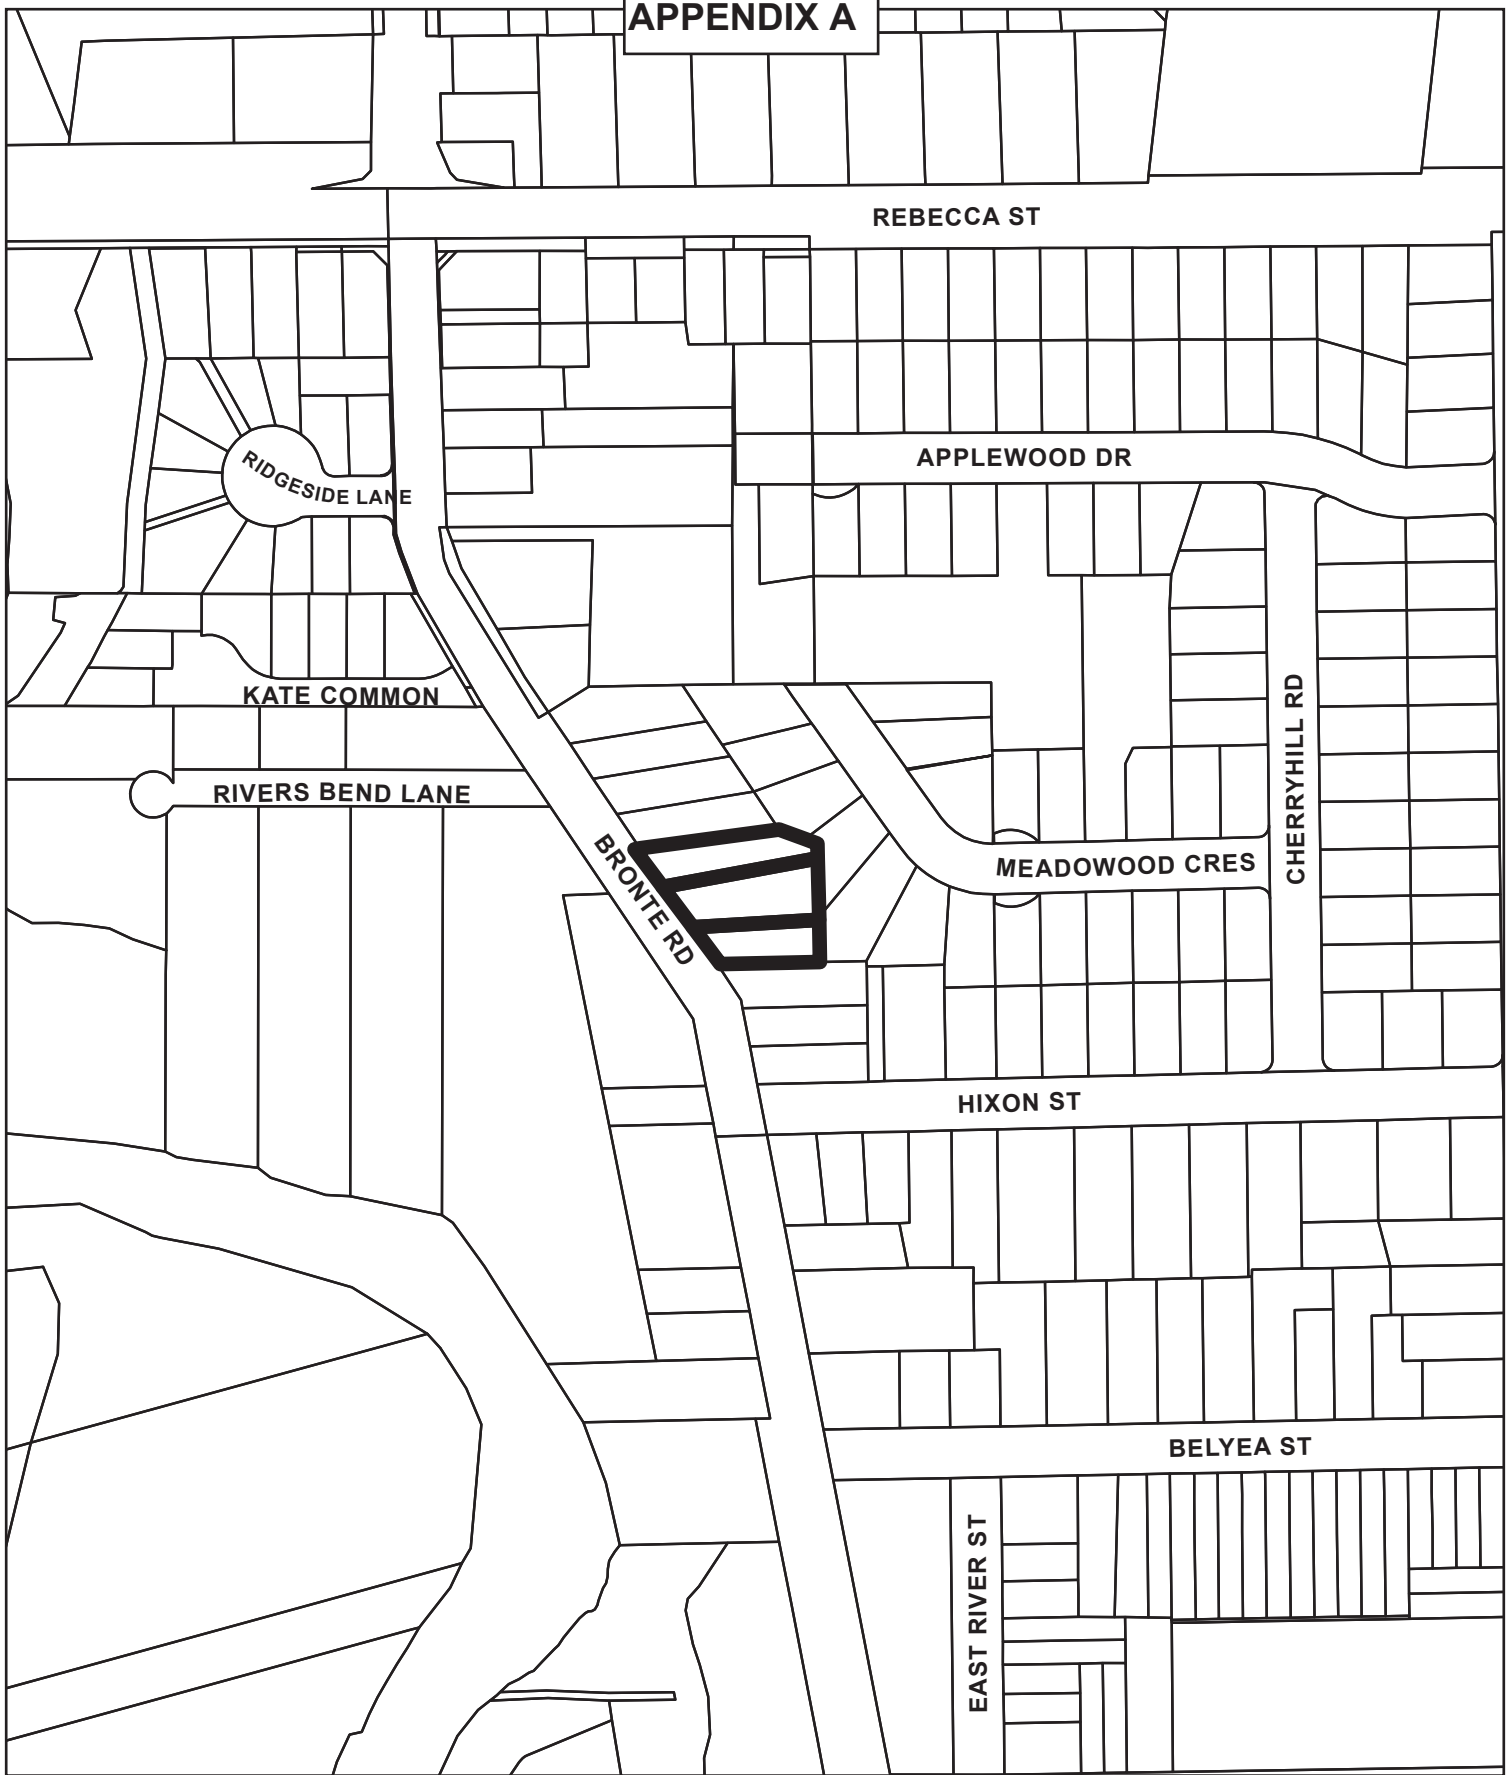 APPENDIX A
REBECCA ST
APPLEWOOD DR
RIDGESIDE LANE
KATE COMMON
CHERRYHILL RD
RIVERS BEND LANE
BRONTE RD
MEADOWOOD CRES
HIXON ST
BELYEA ST
EAST RIVER ST